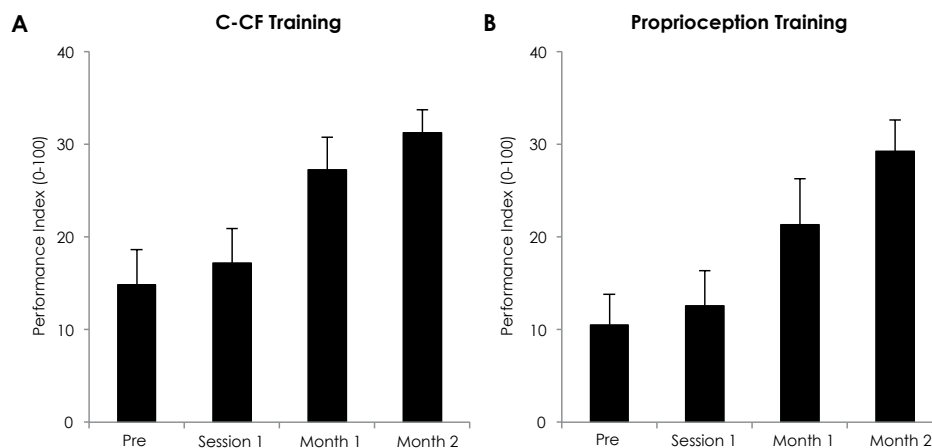 A
C-CF Training
40
30
20
10
0
Performance Index (0-100)
Pre
Session 1
Month 1
Month 2
B
Proprioception Training
40
30
20
10
0
Performance Index (0-100)
Pre
Session 1
Month 1
Month 2